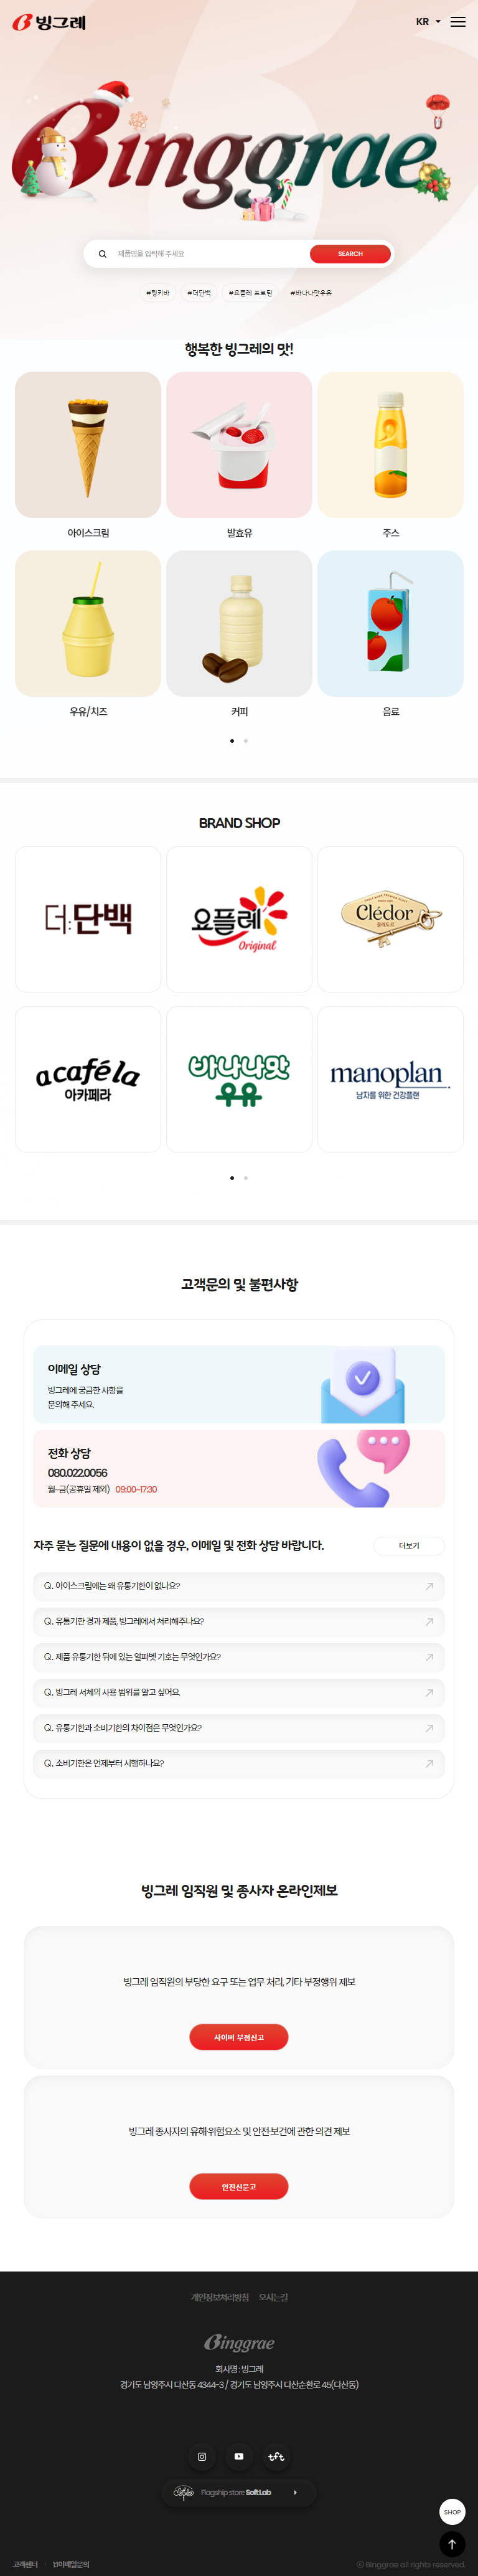 빙그레
KR
Binggrae
제품명을 입력해 주세요
SEARCH
#링키바
#더단백
#요플레 프로틴
#바나나맛우유
행복한 빙그레의 맛!
아이스크림
발효유
주스
우유/치즈
커피
음료
BRAND SHOP
더:단백
요플레
Original
Clédor
끌레도르
acaféla
아카페라
바나나맛
우유
manoplan
남자를 위한 건강플랜
고객문의 및 불편사항
이메일 상담
빙그레에 궁금한 사항을
문의해 주세요.
전화 상담
080.022.0056
월-금(공휴일 제외) 09:00~17:30
자주 묻는 질문에 내용이 없을 경우, 이메일 및 전화 상담 바랍니다.
더보기
Q. 아이스크림에는 왜 유통기한이 없나요?
Q. 유통기한 경과 제품, 빙그레에서 처리해주나요?
Q. 제품 유통기한 뒤에 있는 알파벳 기호는 무엇인가요?
Q. 빙그레 서체의 사용 범위를 알고 싶어요.
Q. 유통기한과 소비기한의 차이점은 무엇인가요?
Q. 소비기한은 언제부터 시행하나요?
빙그레 임직원 및 종사자 온라인제보
빙그레 임직원의 부당한 요구 또는 업무 처리, 기타 부정행위 제보
사이버 부정신고
빙그레 종사자의 유해·위험요소 및 안전·보건에 관한 의견 제보
안전신문고
개인정보처리방침 오시는길
Binggrae
회사명 : 빙그레
경기도 남양주시 다산동 4344-3 / 경기도 남양주시 다산순환로 45(다산동)
tft
Flagship store SoftLab
SHOP
고객센터
© Binggrae all rights reserved.